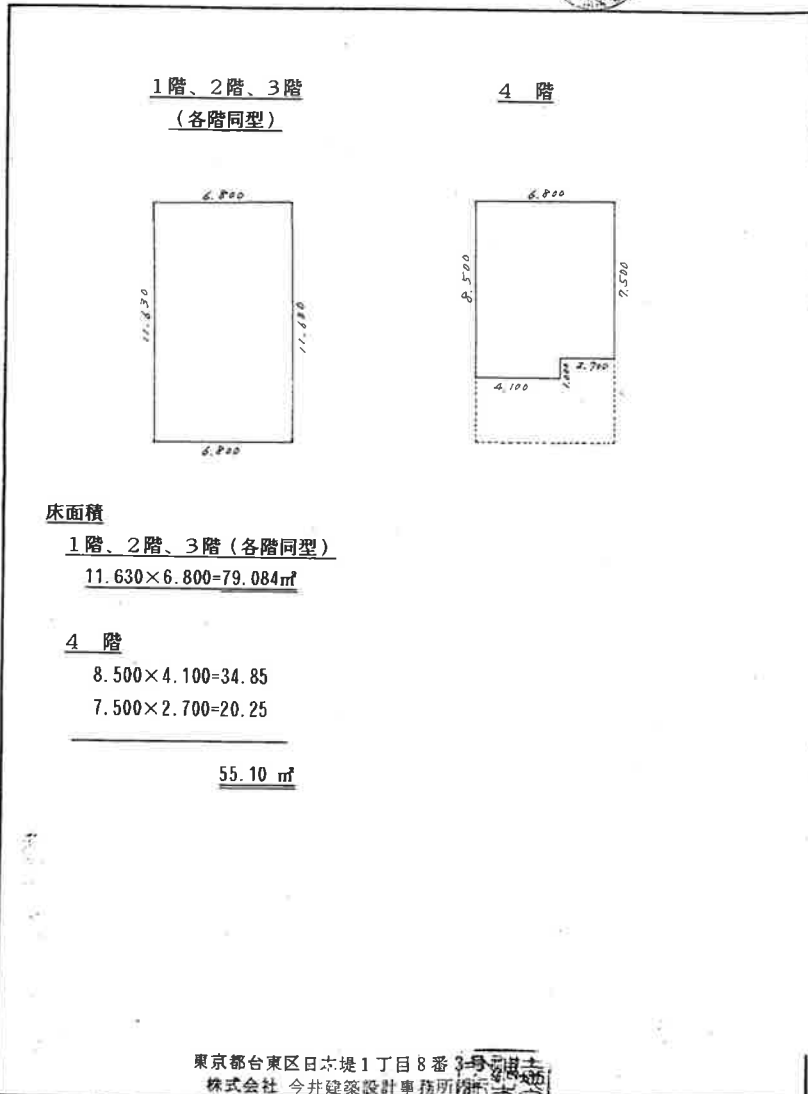 1階、2階、3階
(各階同型)
6.800
11.630
11.680
6.800
4 階
6.800
8.500
7.500
4.100
1.000
2.700
床面積
1階、2階、3階(各階同型)
11.630×6.800=79.084㎡
4 階
8.500×4.100=34.85
7.500×2.700=20.25
55.10 ㎡
東京都台東区日本堤1丁目8番3号
株式会社 今井建築設計事務所